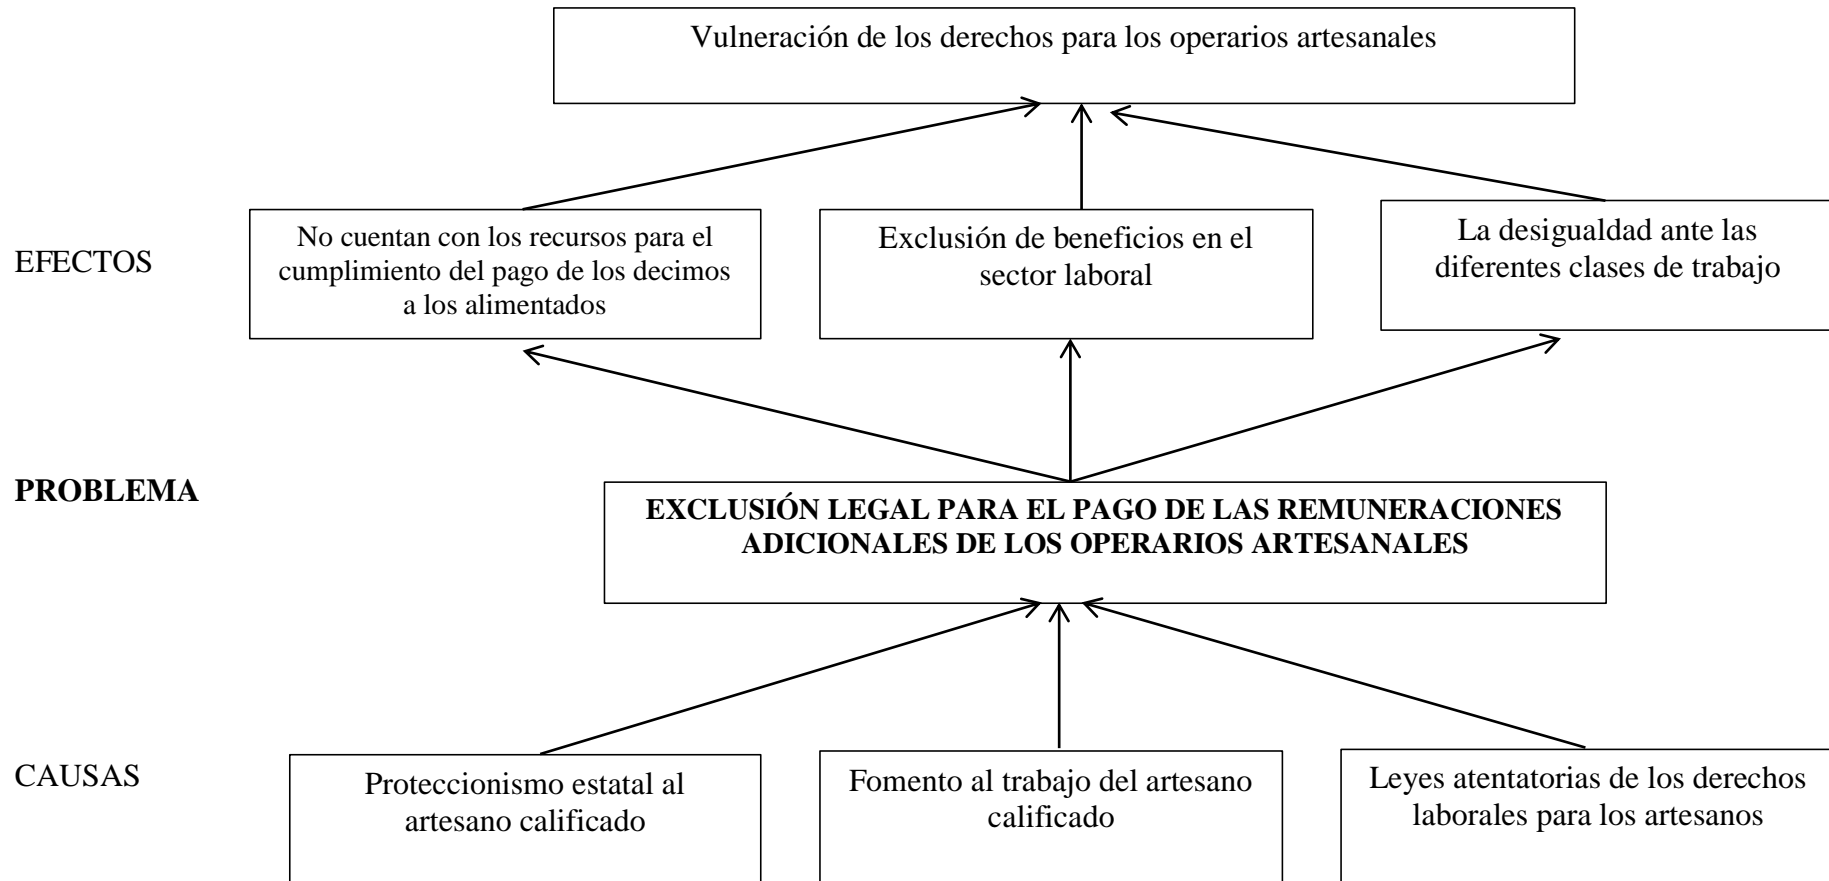 Vulneración de los derechos para los operarios artesanales
EFECTOS
No cuentan con los recursos para el
cumplimiento del pago de los decimos
a los alimentados
Exclusión de beneficios en el
sector laboral
La desigualdad ante las
diferentes clases de trabajo
PROBLEMA
EXCLUSIÓN LEGAL PARA EL PAGO DE LAS REMUNERACIONES
ADICIONALES DE LOS OPERARIOS ARTESANALES
CAUSAS
Proteccionismo estatal al
artesano calificado
Fomento al trabajo del artesano
calificado
Leyes atentatorias de los derechos
laborales para los artesanos